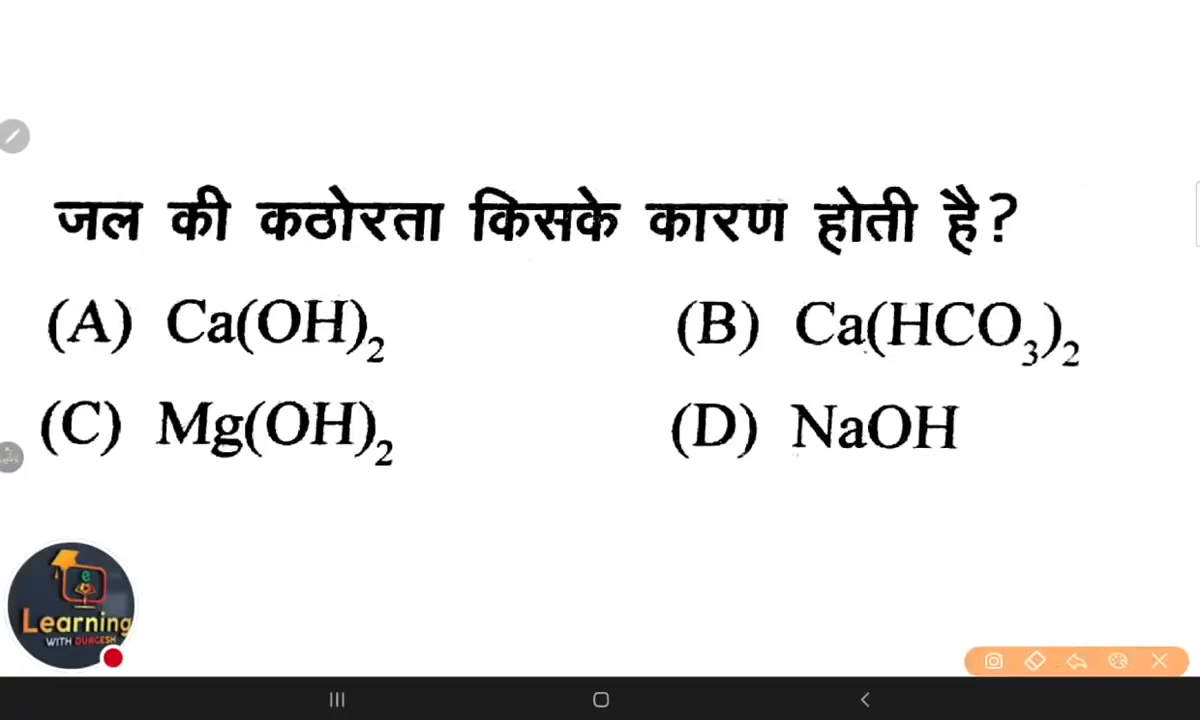 जल की कठोरता किसके कारण होती है?
(A) Ca(OH)₂ (B) Ca(HCO₃)₂
(C) Mg(OH)₂ (D) NaOH
e
Learning
WITH DURGESH